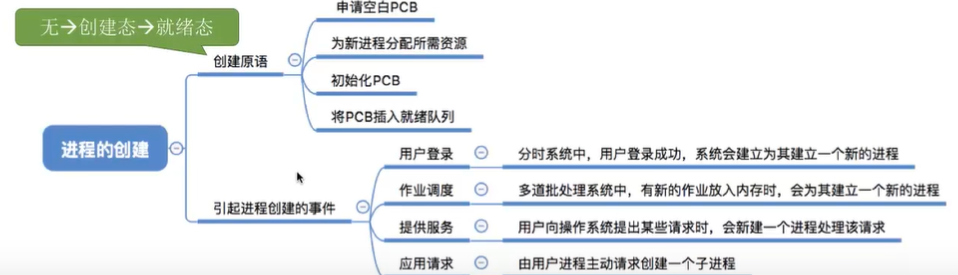 无→创建态→就绪态
申请空白PCB
创建原语
为新进程分配所需资源
初始化PCB
将PCB插入就绪队列
进程的创建
引起进程创建的事件
用户登录
分时系统中，用户登录成功，系统会建立为其建立一个新的进程
作业调度
多道批处理系统中，有新的作业放入内存时，会为其建立一个新的进程
提供服务
用户向操作系统提出某些请求时，会新建一个进程处理该请求
应用请求
由用户进程主动请求创建一个子进程